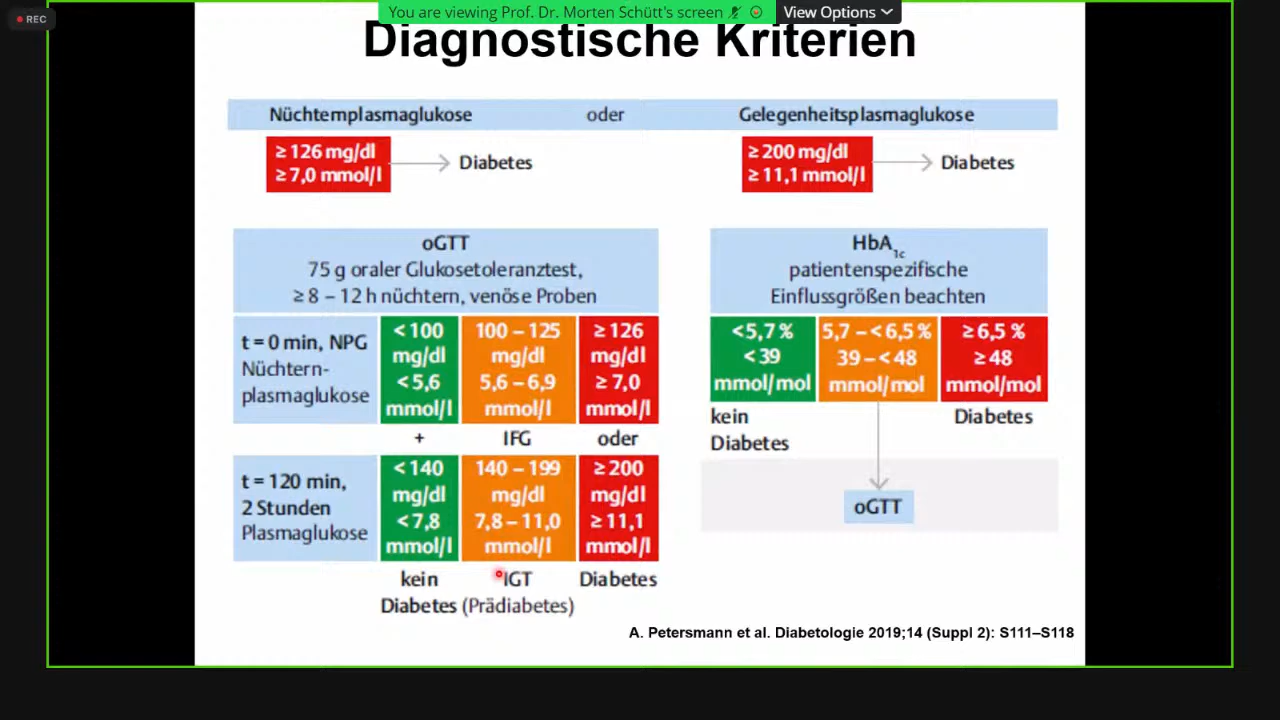 REC
You are viewing Prof. Dr. Morten Schütt's screen
View Options
Diagnostische Kriterien
Nüchternplasmaglukose oder Gelegenheitsplasmaglukose
≥ 126 mg/dl
≥ 7,0 mmol/l
Diabetes
≥ 200 mg/dl
≥ 11,1 mmol/l
Diabetes
oGTT
75 g oraler Glukosetoleranztest,
≥ 8 – 12 h nüchtern, venöse Proben
t = 0 min, NPG
Nüchtern-
plasmaglukose
< 100
mg/dl
< 5,6
mmol/l
100 – 125
mg/dl
5,6 – 6,9
mmol/l
≥ 126
mg/dl
≥ 7,0
mmol/l
+ IFG oder
t = 120 min,
2 Stunden
Plasmaglukose
< 140
mg/dl
< 7,8
mmol/l
140 – 199
mg/dl
7,8 – 11,0
mmol/l
≥ 200
mg/dl
≥ 11,1
mmol/l
kein IGT Diabetes
Diabetes (Prädiabetes)
HbA1c
patientenspezifische
Einflussgrößen beachten
< 5,7 %
< 39
mmol/mol
5,7 – < 6,5 %
39 – < 48
mmol/mol
≥ 6,5 %
≥ 48
mmol/mol
kein
Diabetes
Diabetes
oGTT
A. Petersmann et al. Diabetologie 2019;14 (Suppl 2): S111–S118